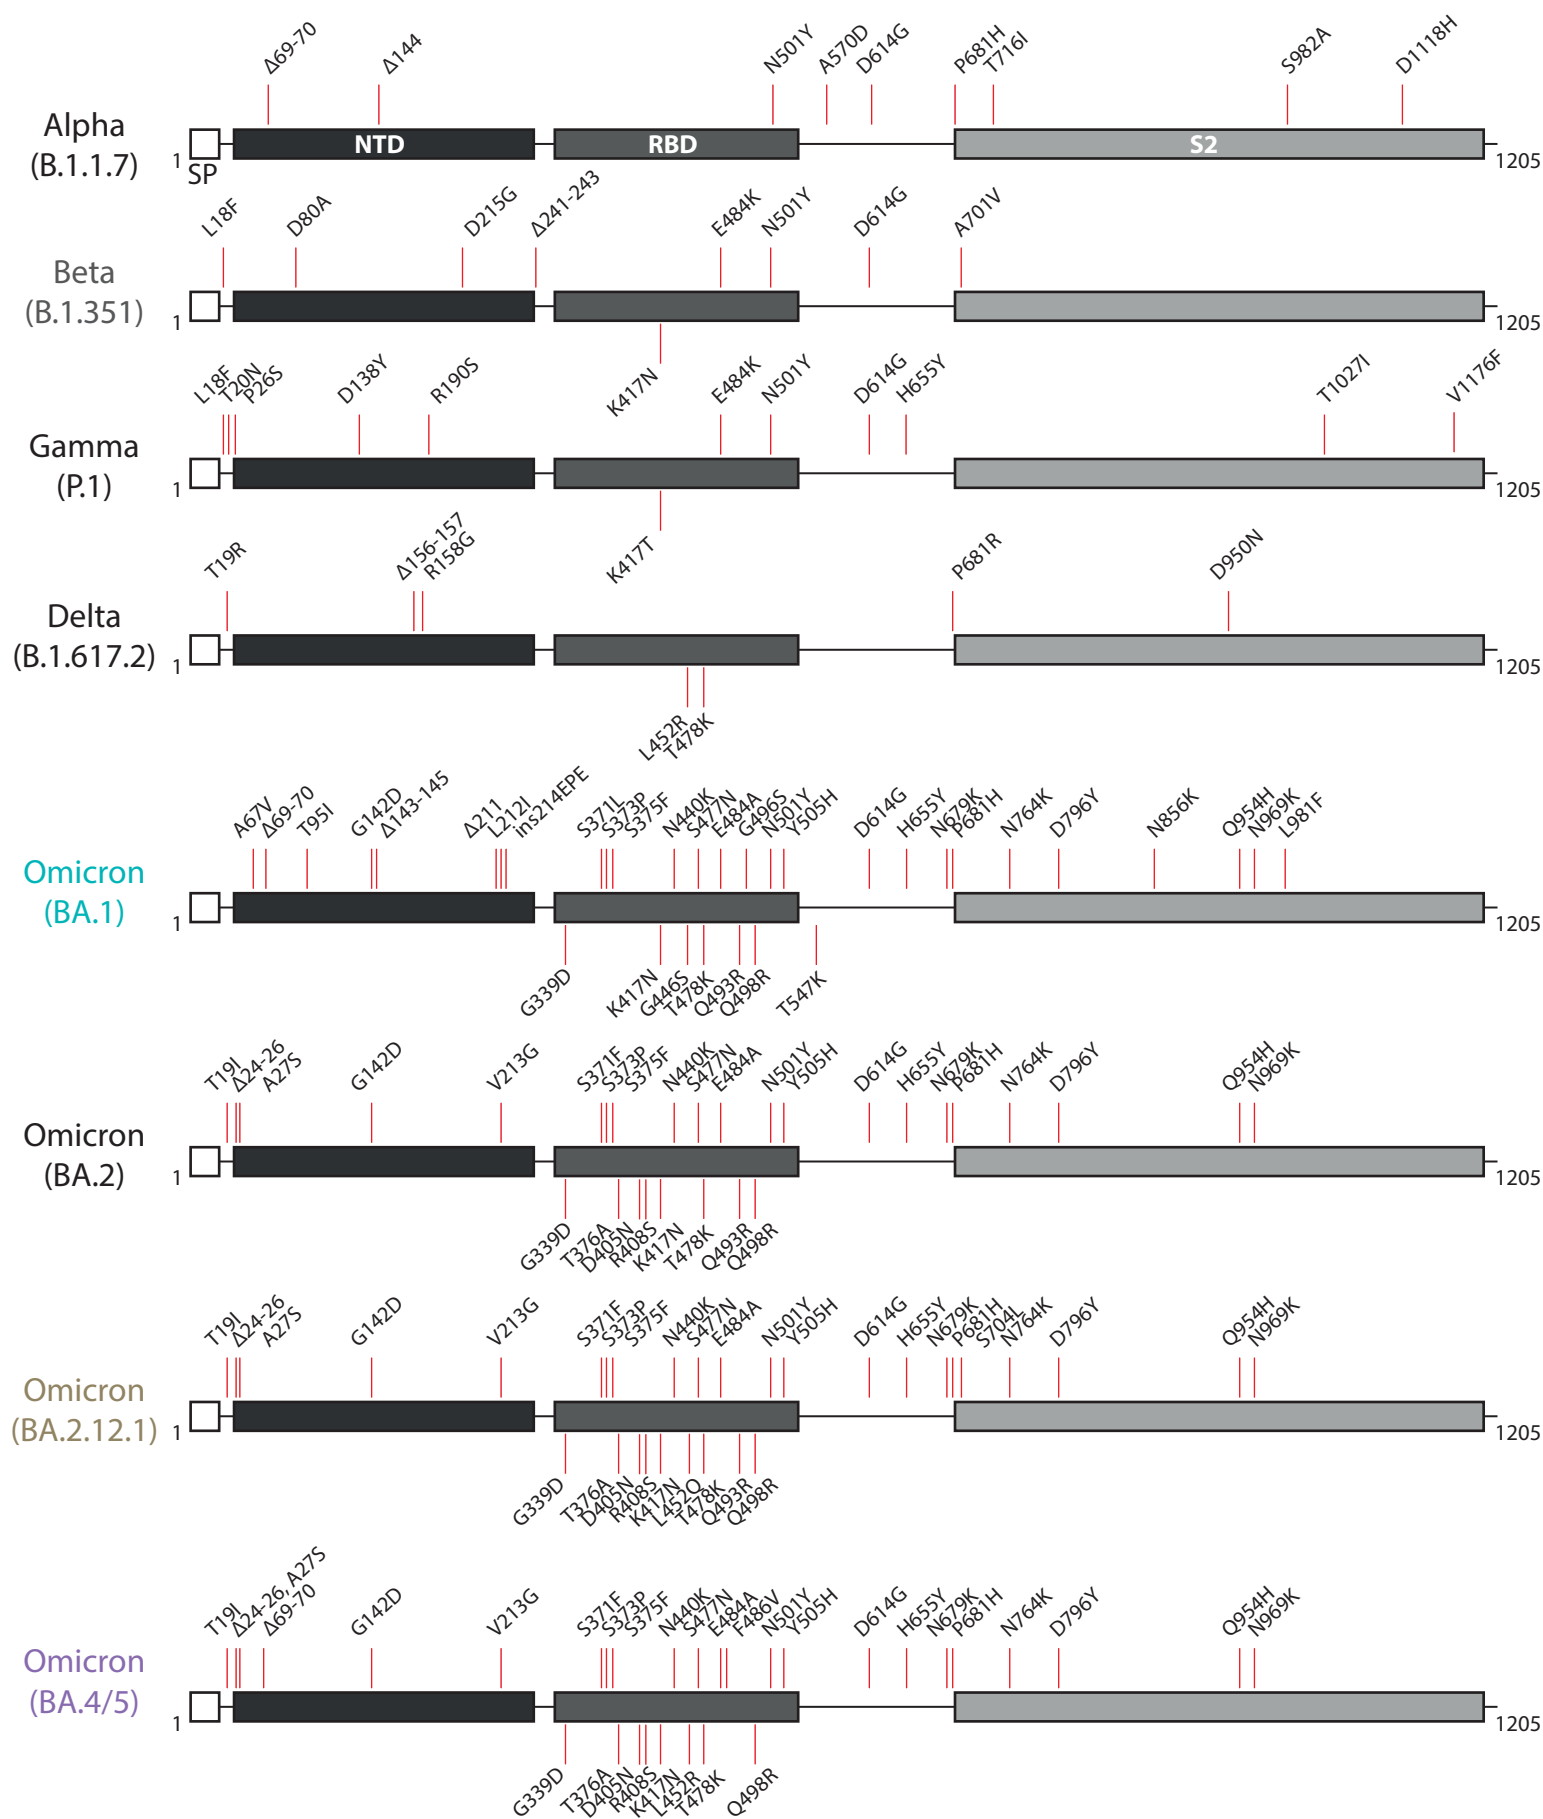 Δ69-70 Δ144 N501Y A570D D614G P681H T716I S982A D1118H
Alpha
(B.1.1.7)
1 SP NTD RBD S2 1205
L18F D80A D215G Δ241-243 E484K N501Y D614G A701V
Beta
(B.1.351)
1 1205
K417N
L18F T20N P26S D138Y R190S E484K N501Y D614G H655Y T1027I V1176F
Gamma
(P.1)
1 1205
K417T
T19R Δ156-157 R158G P681R D950N
Delta
(B.1.617.2)
1 1205
L452R T478K
A67V Δ69-70 T95I G142D Δ143-145 Δ211 L212I ins214EPE S371L S373P S375F N440K S477N E484A G496S N501Y Y505H D614G H655Y N679K P681H N764K D796Y N856K Q954H N969K L981F
Omicron
(BA.1)
1 1205
G339D K417N G446S T478K Q493R Q498R T547K
T19I Δ24-26 A27S G142D V213G S371F S373P S375F N440K S477N E484A N501Y Y505H D614G H655Y N679K P681H N764K D796Y Q954H N969K
Omicron
(BA.2)
1 1205
G339D T376A D405N R408S K417N T478K Q493R Q498R
T19I Δ24-26 A27S G142D V213G S371F S373P S375F N440K S477N E484A N501Y Y505H D614G H655Y N679K P681H S704L N764K D796Y Q954H N969K
Omicron
(BA.2.12.1)
1 1205
G339D T376A D405N R408S K417N L452Q T478K Q493R Q498R
T19I Δ24-26, A27S Δ69-70 G142D V213G S371F S373P S375F N440K S477N E484A F486V N501Y Y505H D614G H655Y N679K P681H N764K D796Y Q954H N969K
Omicron
(BA.4/5)
1 1205
G339D T376A D405N R408S K417N L452R T478K Q498R